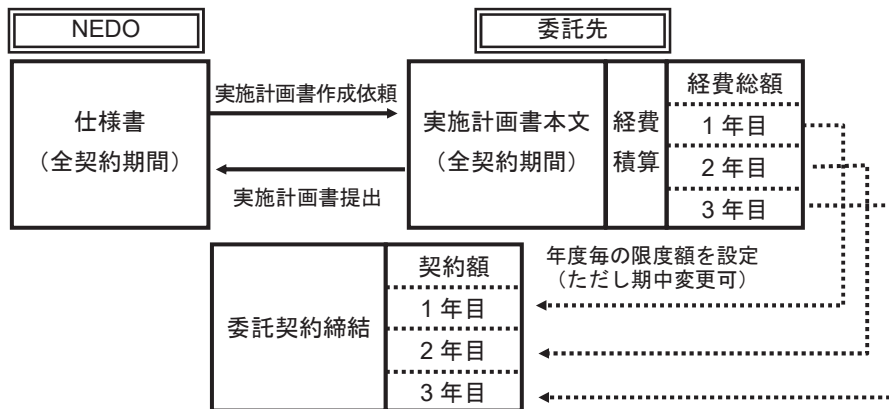 NEDO
委託先
仕様書
（全契約期間）
実施計画書作成依頼
実施計画書提出
実施計画書本文
（全契約期間）
経費
積算
経費総額
1 年目
2 年目
3 年目
年度毎の限度額を設定
（ただし期中変更可）
委託契約締結
契約額
1 年目
2 年目
3 年目